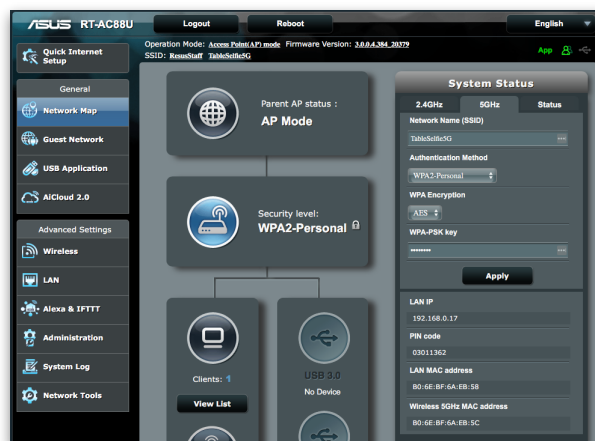 ASUS RT-AC88U Logout Reboot English
Operation Mode: Access Point(AP) mode Firmware Version: 3.0.0.4.384_20379
SSID: ResusStuff TableSelfie5G
App
Quick Internet
Setup
General
Network Map
Guest Network
USB Application
AiCloud 2.0
Advanced Settings
Wireless
LAN
Alexa & IFTTT
Administration
System Log
Network Tools
Parent AP status :
AP Mode
Security level:
WPA2-Personal
Clients: 1
View List
USB 3.0
No Device
System Status
2.4GHz 5GHz Status
Network Name (SSID)
TableSelfie5G
Authentication Method
WPA2-Personal
WPA Encryption
AES
WPA-PSK key
••••••••
Apply
LAN IP
192.168.0.17
PIN code
03011362
LAN MAC address
B0:6E:BF:6A:EB:58
Wireless 5GHz MAC address
B0:6E:BF:6A:EB:5C